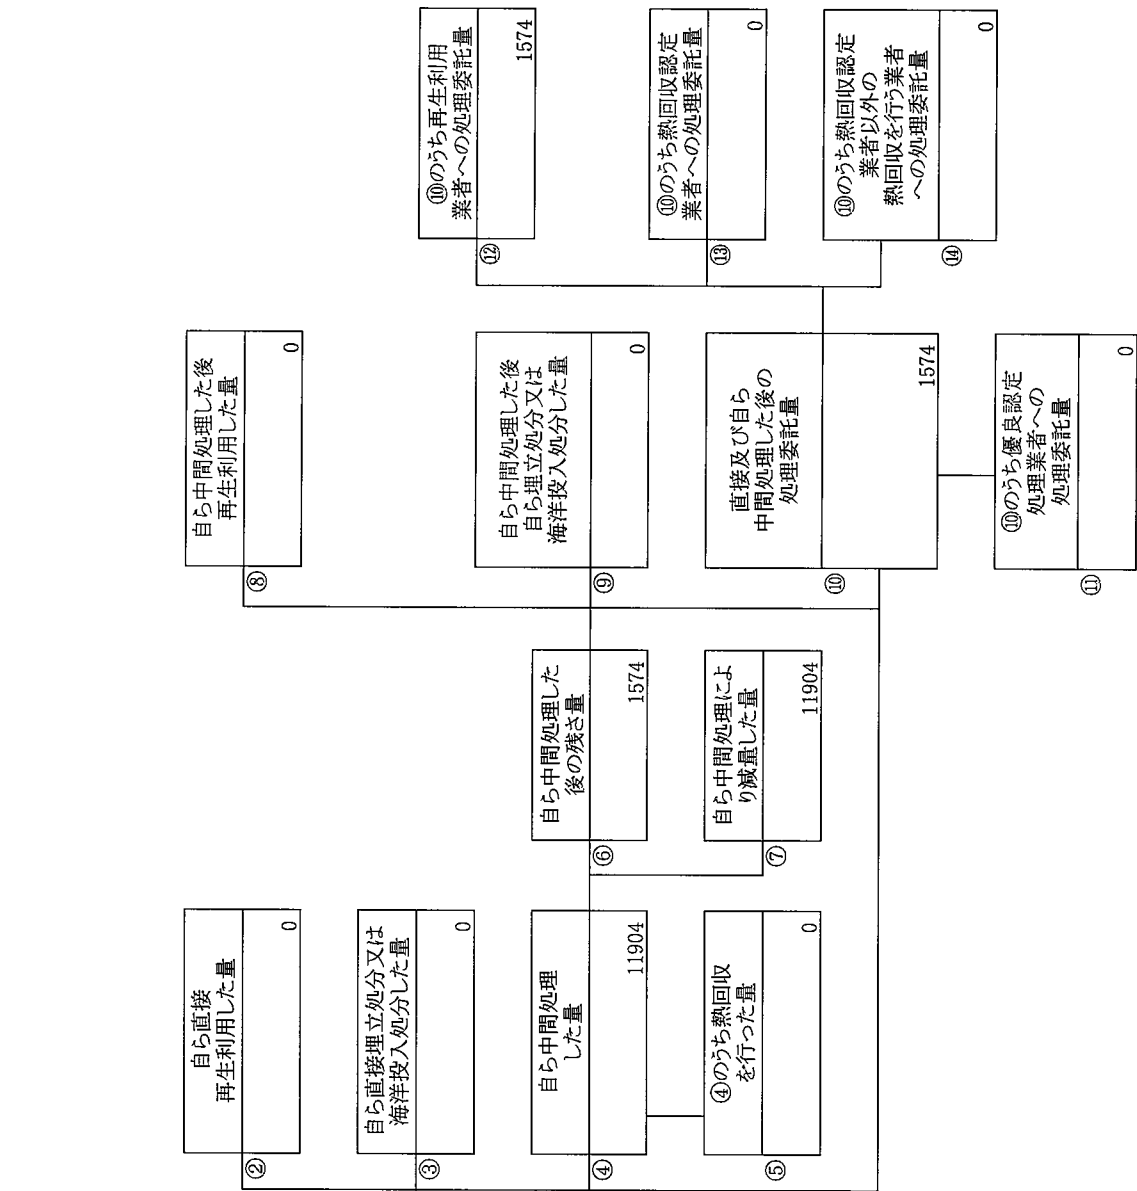 ②
自ら直接
再生利用した量
0
③
自ら直接埋立処分又は
海洋投入処分した量
0
④
自ら中間処理
した量
11904
⑤
④のうち熱回収
を行った量
0
⑥
自ら中間処理した
後の残さ量
1574
⑦
自ら中間処理によ
り減量した量
11904
⑧
自ら中間処理した後
再生利用した量
0
⑨
自ら中間処理した後
自ら埋立処分又は
海洋投入処分した量
0
⑩
直接及び自ら
中間処理した後の
処理委託量
1574
⑪
⑩のうち優良認定
処理業者への
処理委託量
0
⑫
⑩のうち再生利用
業者への処理委託量
1574
⑬
⑩のうち熱回収認定
業者への処理委託量
0
⑭
⑩のうち熱回収認定
業者以外の
熱回収を行う業者
への処理委託量
0